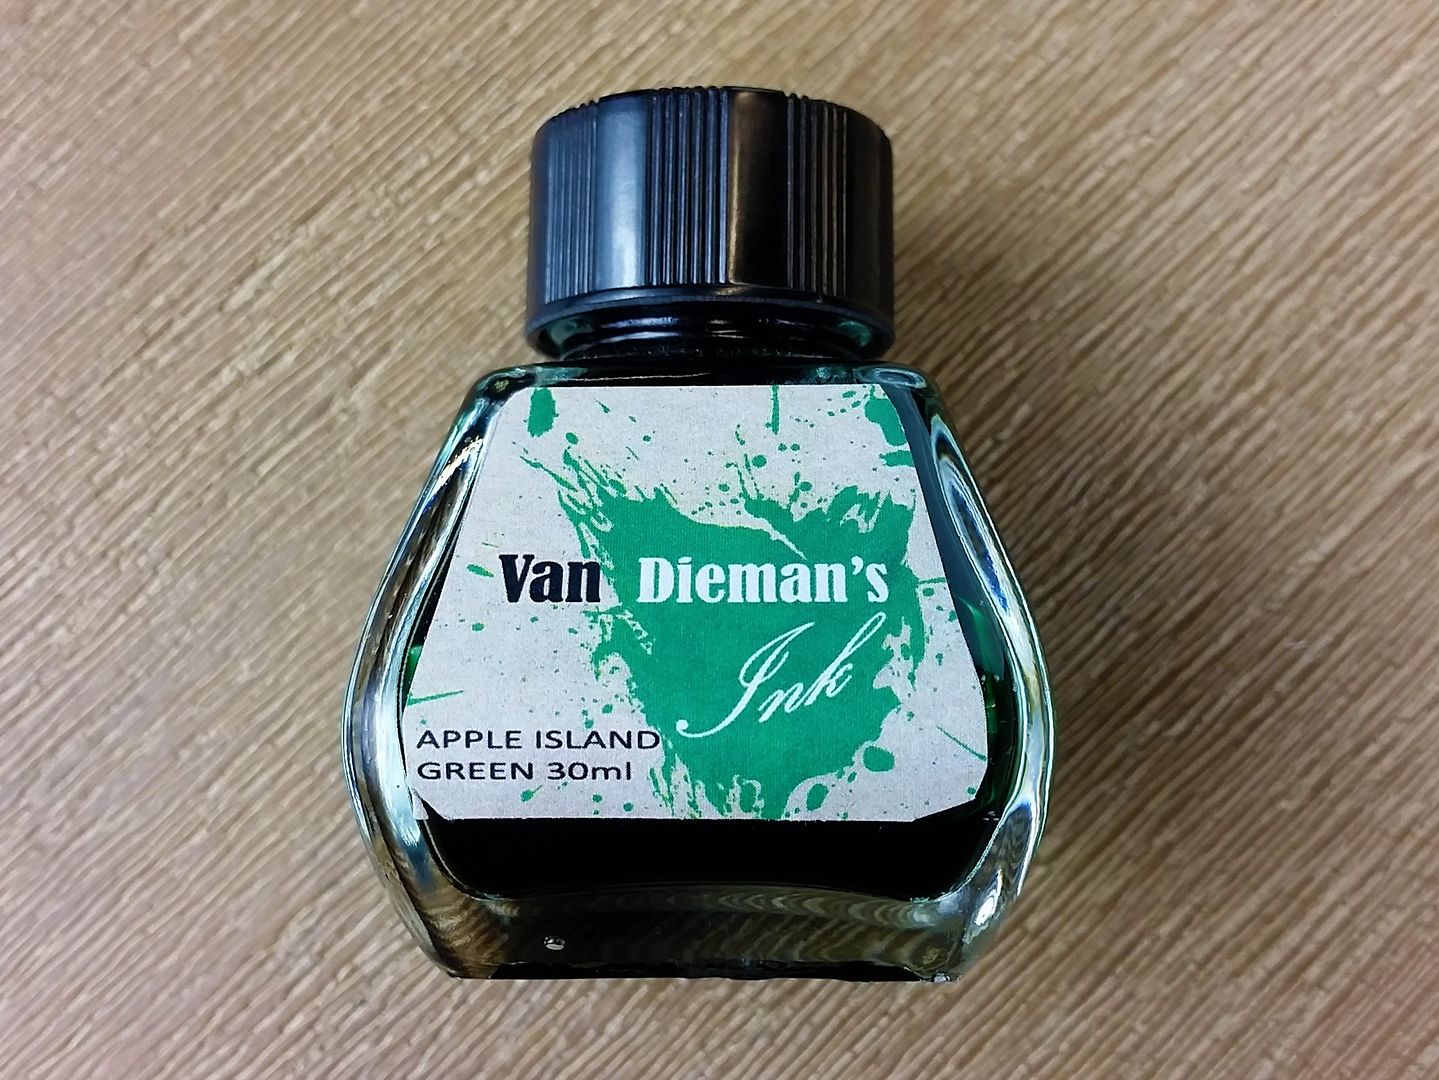 Van Dieman's
Ink
APPLE ISLAND
GREEN 30ml